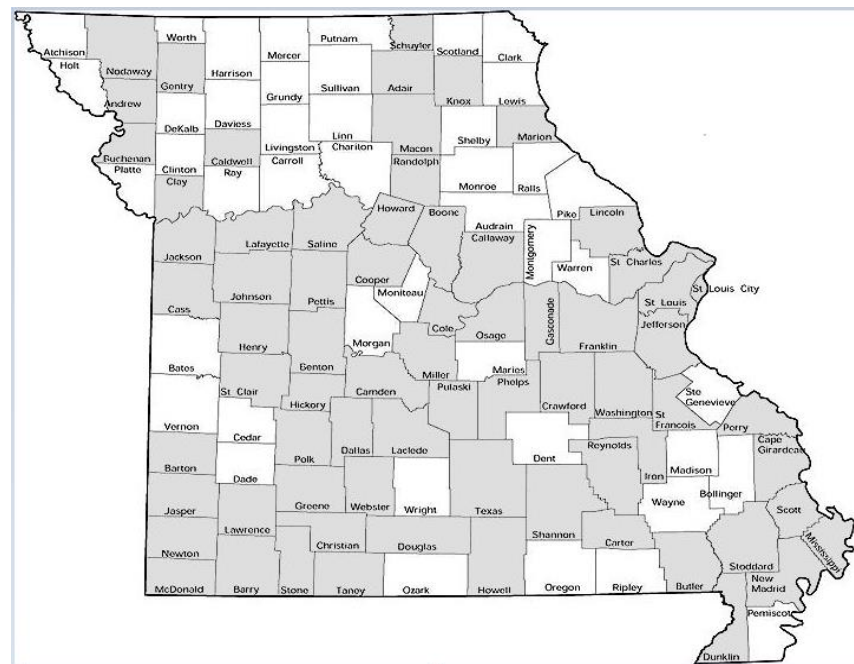 Worth
Putnam
Schuyler
Atchison
Mercer
Scotland
Clark
Holt
Nodaway
Harrison
Gentry
Sullivan
Adair
Andrew
Grundy
Knox
Lewis
Daviess
DeKalb
Linn
Shelby
Marion
Livingston
Chariton
Macon
Buchenan
Caldwell
Carroll
Randolph
Platte
Clinton
Ray
Clay
Monroe
Ralls
Howard
Boone
Pike
Lincoln
Audrain
Callaway
Montgomery
Lafayette
Saline
Jackson
Warren
St Charles
Cooper
St Louis City
Johnson
Pettis
Moniteau
St Louis
Cass
Gasconade
Jefferson
Cole
Osage
Henry
Morgan
Franklin
Bates
Benton
Miller
Maries
Phelps
St Clair
Camden
Pulaski
Ste
Genevieve
Hickory
Crawford
Washington
St
Francois
Vernon
Perry
Cedar
Cape
Girardeau
Polk
Dallas
Laclede
Dent
Reynolds
Barton
Iron
Madison
Dade
Bollinger
Wayne
Jasper
Greene
Webster
Wright
Texas
Scott
Lawrence
Shannon
Christian
Douglas
Carter
Mississippi
Newton
Stoddard
New
Madrid
McDonald
Barry
Stone
Taney
Ozark
Howell
Oregon
Ripley
Butler
Pemiscot
Dunklin